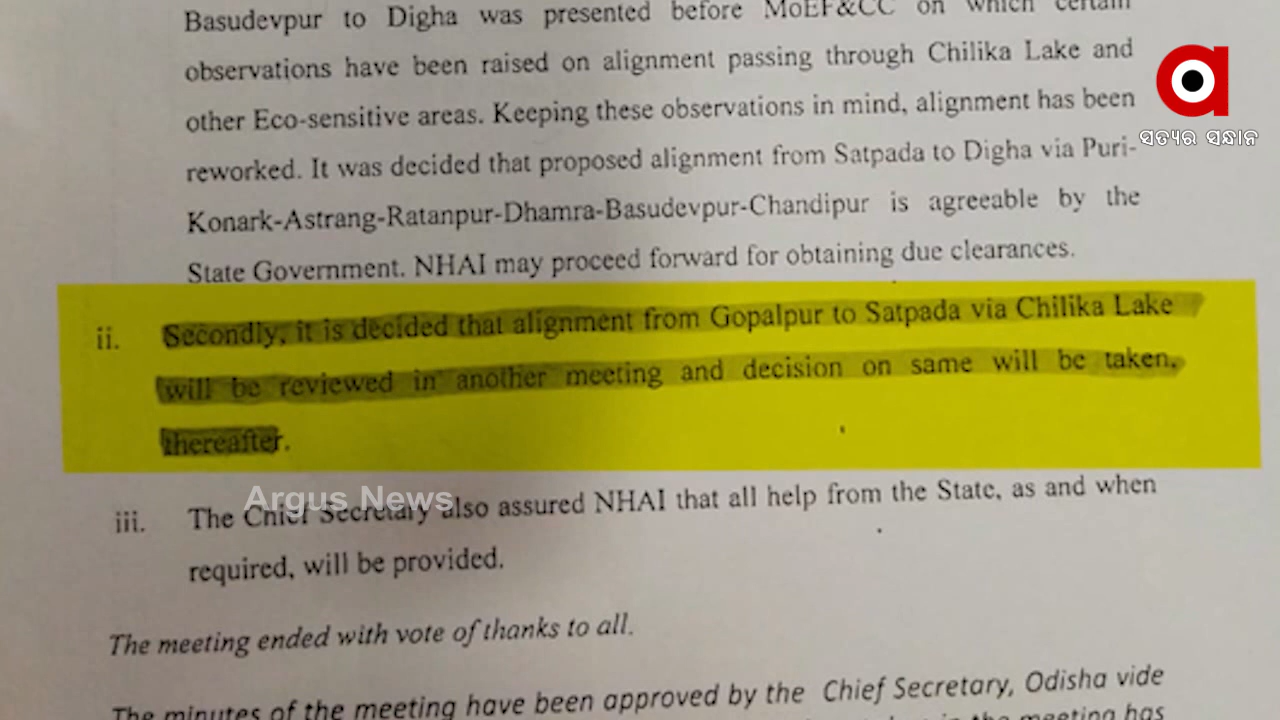 Basudevpur to Digha was presented before MoEF&CC on which certain
observations have been raised on alignment passing through Chilika Lake and
other Eco-sensitive areas. Keeping these observations in mind, alignment has been
reworked. It was decided that proposed alignment from Satpada to Digha via Puri-
Konark-Astrang-Ratanpur-Dhamra-Basudevpur-Chandipur is agreeable by the
State Government. NHAI may proceed forward for obtaining due clearances.
ii. Secondly, it is decided that alignment from Gopalpur to Satpada via Chilika Lake
will be reviewed in another meeting and decision on same will be taken,
thereafter.
iii. The Chief Secretary also assured NHAI that all help from the State, as and when
required, will be provided.
The meeting ended with vote of thanks to all.
The minutes of the meeting have been approved by the Chief Secretary, Odisha vide
in the meeting has
a
ସତ୍ୟର ସନ୍ଧାନ
Argus News